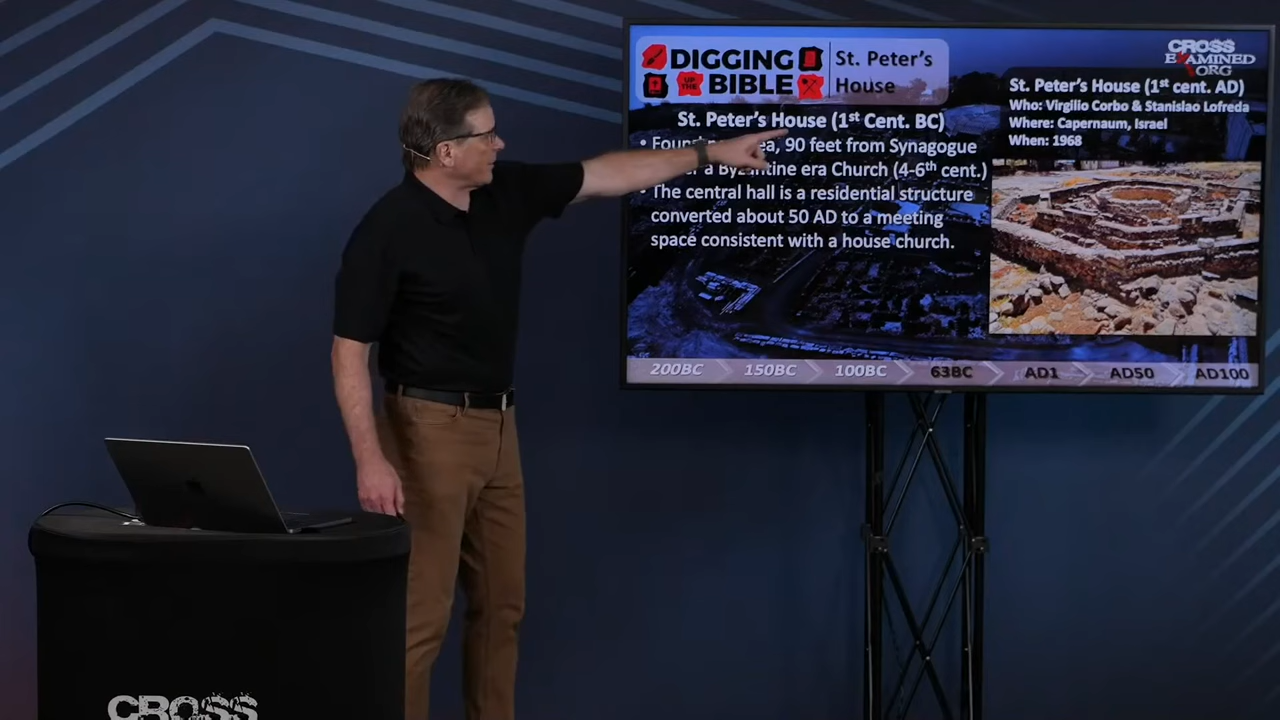 DIGGING
UP THE
BIBLE
St. Peter's
House
CROSS
EXAMINED
.ORG
St. Peter's House (1st Cent. BC)
• 90 feet from Synagogue
a Byzantine era Church (4-6th cent.)
The central hall is a residential structure
converted about 50 AD to a meeting
space consistent with a house church.
St. Peter's House (1st cent. AD)
Who: Virgilio Corbo & Stanislao Lofreda
Where: Capernaum, Israel
When: 1968
200BC 150BC 100BC 63BC AD1 AD50 AD100
CROSS